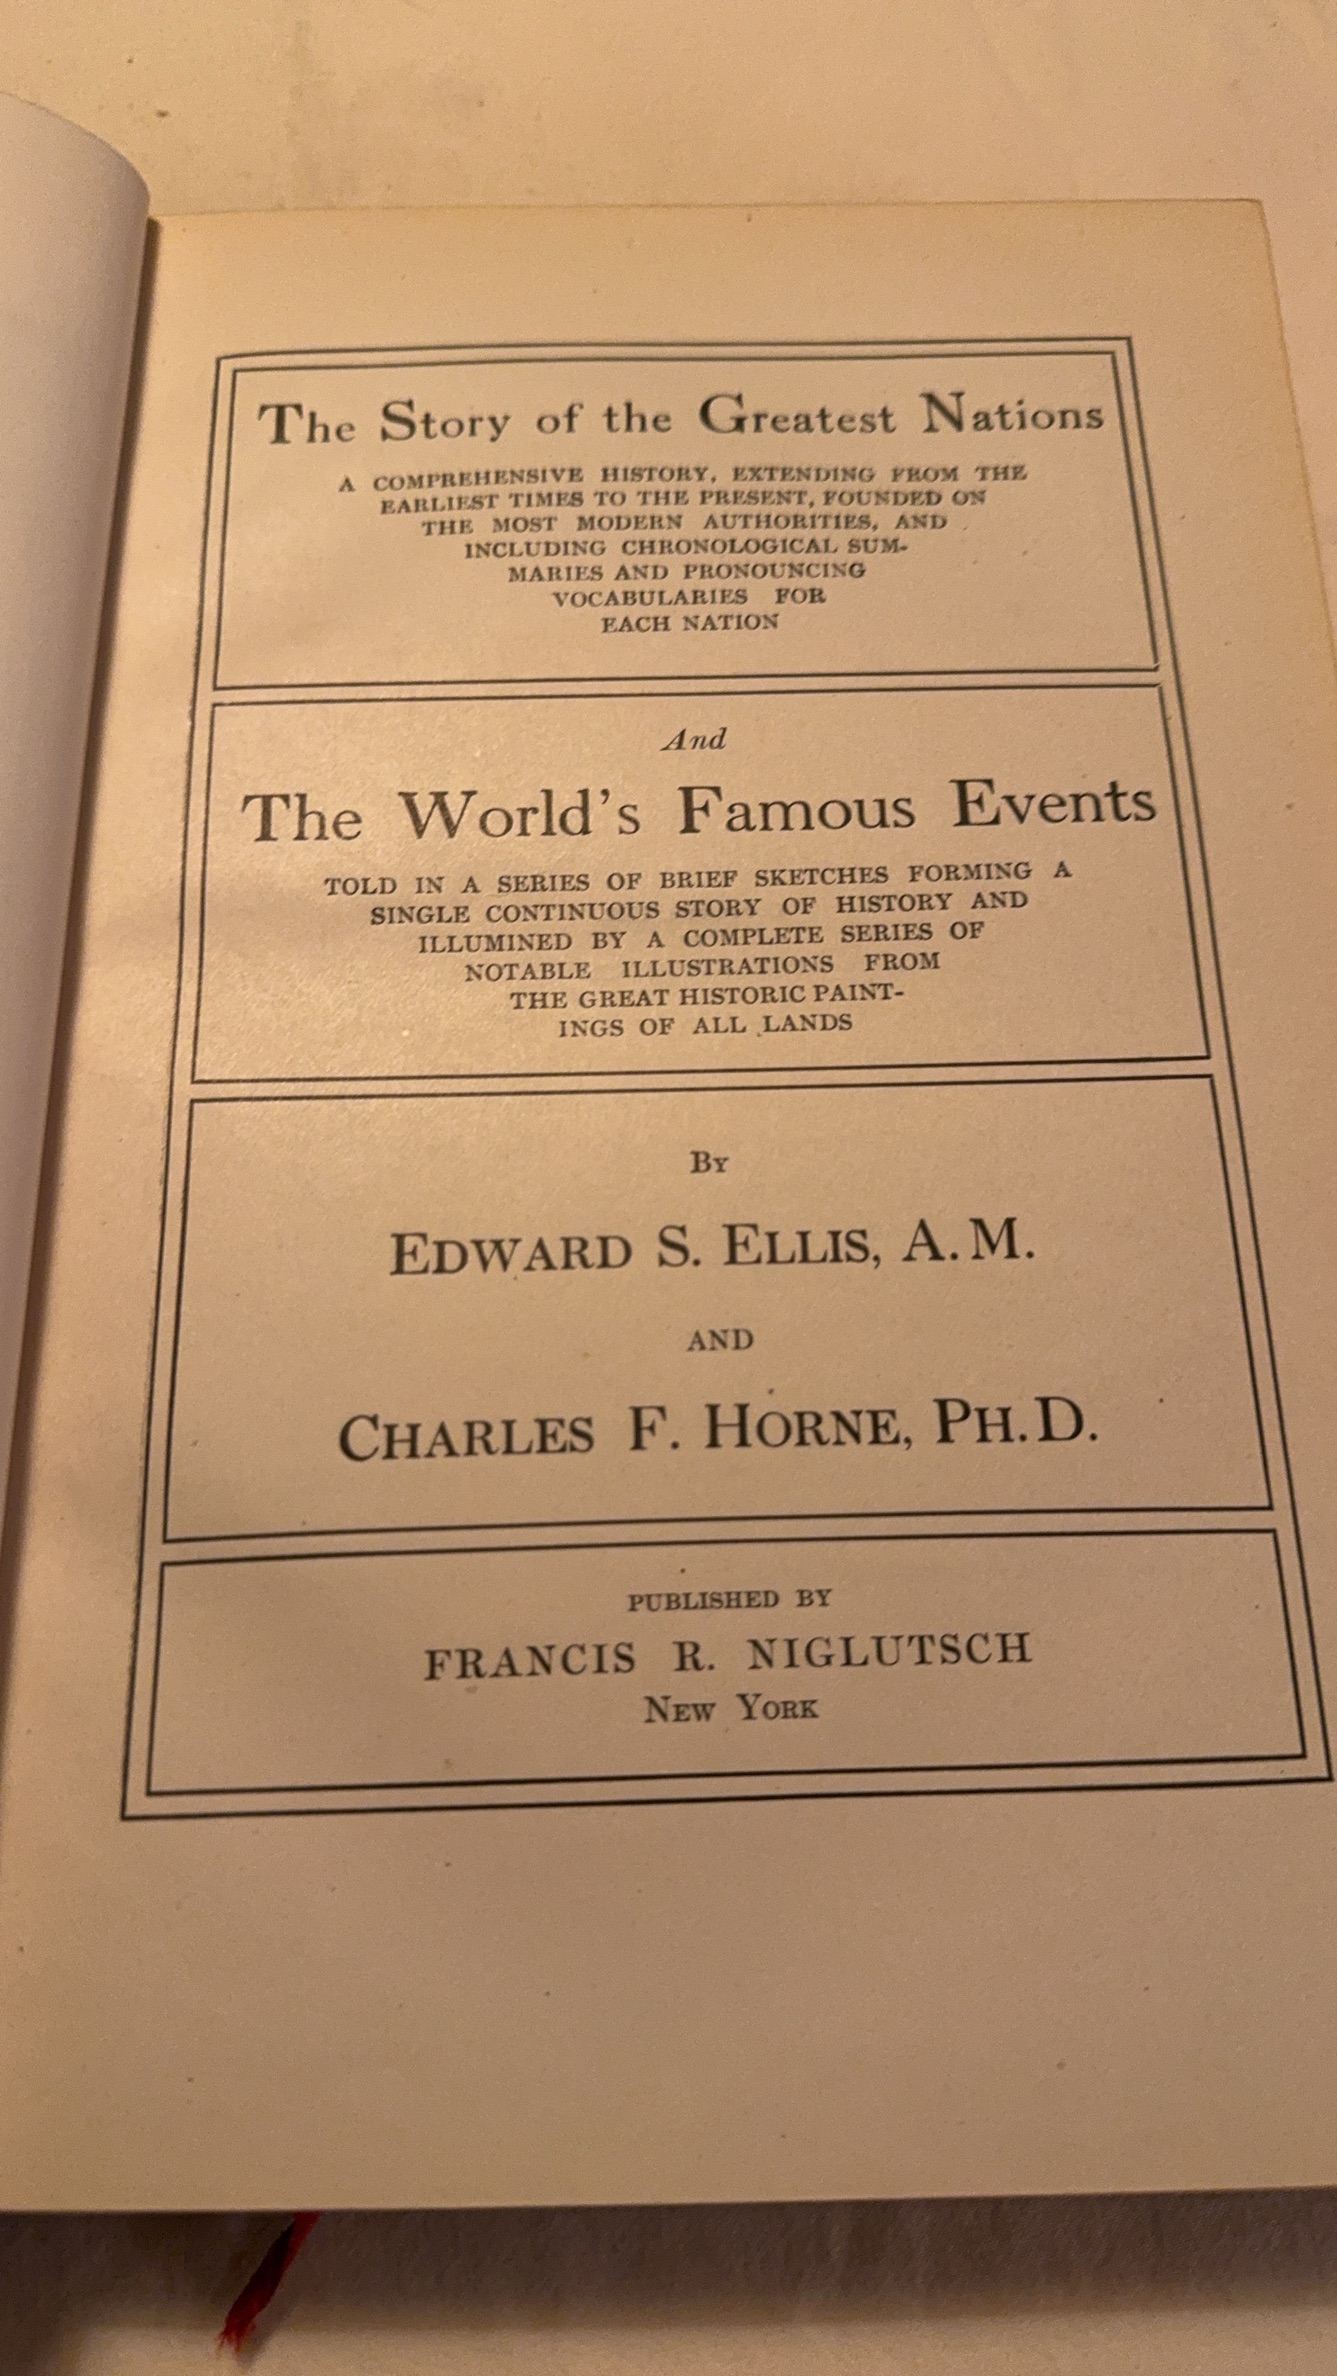 The Story of the Greatest Nations
A COMPREHENSIVE HISTORY, EXTENDING FROM THE
EARLIEST TIMES TO THE PRESENT, FOUNDED ON
THE MOST MODERN AUTHORITIES, AND
INCLUDING CHRONOLOGICAL SUM-
MARIES AND PRONOUNCING
VOCABULARIES FOR
EACH NATION
And
The World's Famous Events
TOLD IN A SERIES OF BRIEF SKETCHES FORMING A
SINGLE CONTINUOUS STORY OF HISTORY AND
ILLUMINED BY A COMPLETE SERIES OF
NOTABLE ILLUSTRATIONS FROM
THE GREAT HISTORIC PAINT-
INGS OF ALL LANDS
BY
EDWARD S. ELLIS, A.M.
AND
CHARLES F. HORNE, PH.D.
PUBLISHED BY
FRANCIS R. NIGLUTSCH
NEW YORK